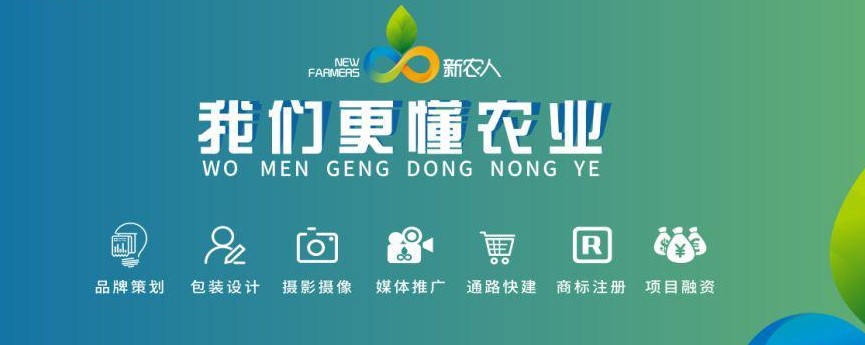 NEW
FARMERS
新农人
我们更懂农业
WO MEN GENG DONG NONG YE
R
品牌策划 包装设计 摄影摄像 媒体推广 通路快建 商标注册 项目融资